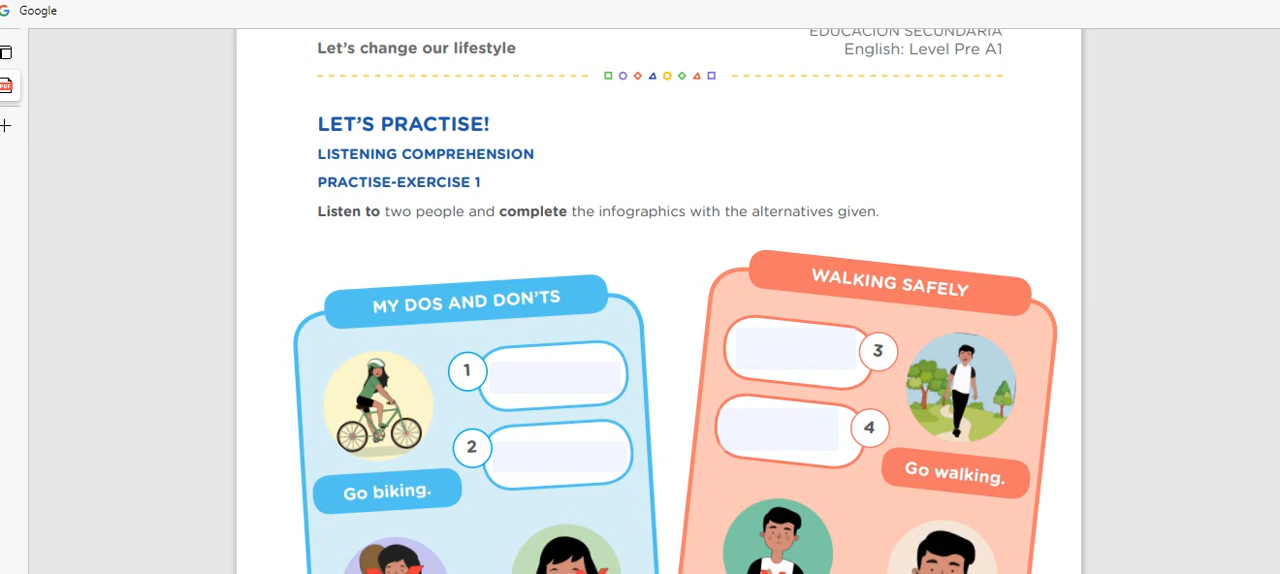 Google
EDUCACIÓN SECUNDARIA
Let's change our lifestyle
English: Level Pre A1
LET'S PRACTISE!
LISTENING COMPREHENSION
PRACTISE-EXERCISE 1
Listen to two people and complete the infographics with the alternatives given.
MY DOS AND DON'TS
1
2
Go biking.
WALKING SAFELY
3
4
Go walking.